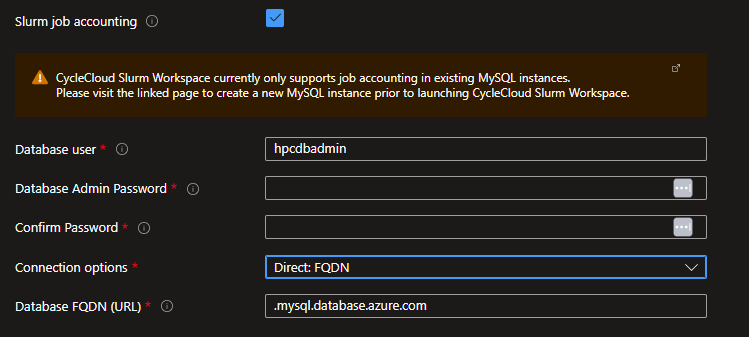 Slurm job accounting
CycleCloud Slurm Workspace currently only supports job accounting in existing MySQL instances.
Please visit the linked page to create a new MySQL instance prior to launching CycleCloud Slurm Workspace.
Database user *
hpcdbadmin
Database Admin Password *
Confirm Password *
Connection options *
Direct: FQDN
Database FQDN (URL) *
.mysql.database.azure.com